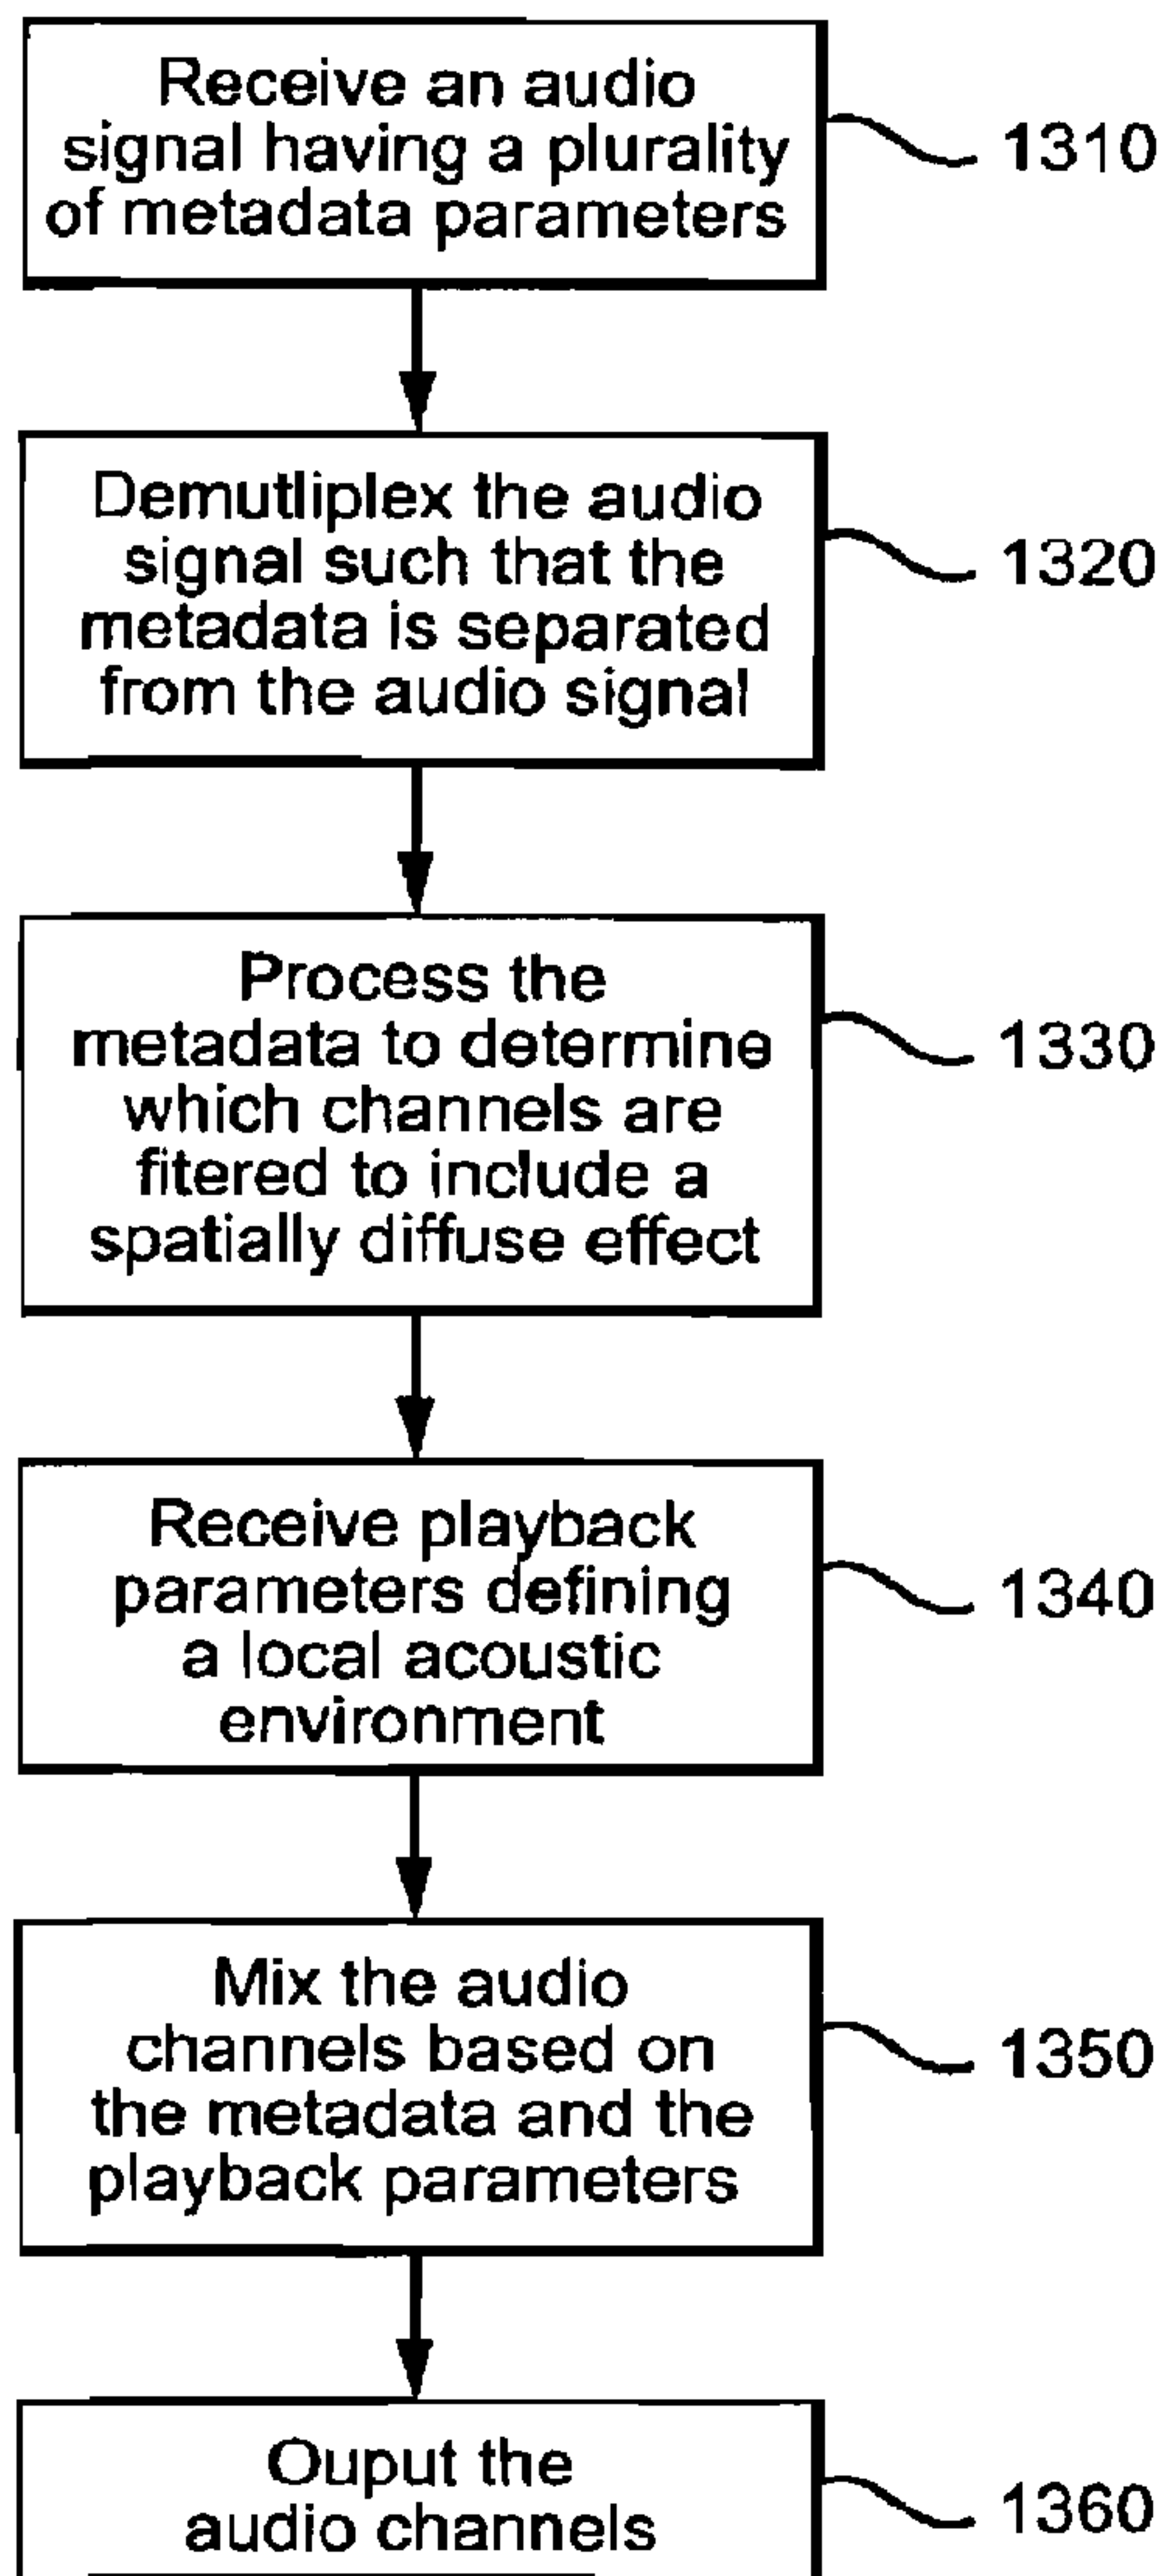 Receive an audio
signal having a plurality
of metadata parameters
1310
Demutliplex the audio
signal such that the
metadata is separated
from the audio signal
1320
Process the
metadata to determine
which channels are
fitered to include a
spatially diffuse effect
1330
Receive playback
parameters defining
a local acoustic
environment
1340
Mix the audio
channels based on
the metadata and the
playback parameters
1350
Ouput the
audio channels
1360